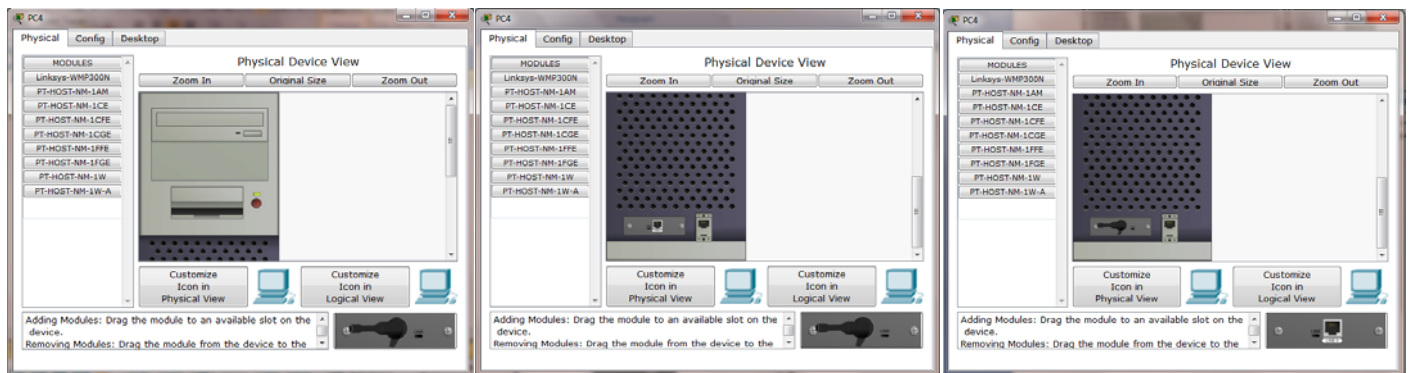 PC4
Physical Config Desktop
MODULES
Linksys-WMP300N
PT-HOST-NM-1AM
PT-HOST-NM-1CE
PT-HOST-NM-1CFE
PT-HOST-NM-1CGE
PT-HOST-NM-1FFE
PT-HOST-NM-1FGE
PT-HOST-NM-1W
PT-HOST-NM-1W-A
Physical Device View
Zoom In Original Size Zoom Out
Customize
Icon in
Physical View
Customize
Icon in
Logical View
Adding Modules: Drag the module to an available slot on the
device.
Removing Modules: Drag the module from the device to the
PC4
Physical Config Desktop
MODULES
Linksys-WMP300N
PT-HOST-NM-1AM
PT-HOST-NM-1CE
PT-HOST-NM-1CFE
PT-HOST-NM-1CGE
PT-HOST-NM-1FFE
PT-HOST-NM-1FGE
PT-HOST-NM-1W
PT-HOST-NM-1W-A
Physical Device View
Zoom In Original Size Zoom Out
Customize
Icon in
Physical View
Customize
Icon in
Logical View
Adding Modules: Drag the module to an available slot on the
device.
Removing Modules: Drag the module from the device to the
PC4
Physical Config Desktop
MODULES
Linksys-WMP300N
PT-HOST-NM-1AM
PT-HOST-NM-1CE
PT-HOST-NM-1CFE
PT-HOST-NM-1CGE
PT-HOST-NM-1FFE
PT-HOST-NM-1FGE
PT-HOST-NM-1W
PT-HOST-NM-1W-A
Physical Device View
Zoom In Original Size Zoom Out
Customize
Icon in
Physical View
Customize
Icon in
Logical View
Adding Modules: Drag the module to an available slot on the
device.
Removing Modules: Drag the module from the device to the